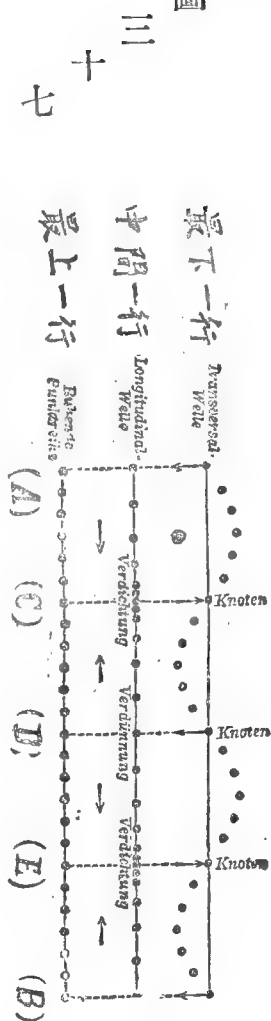 圖三十七
最下一行
Transversal-
Welle
中間一行
Longitudinal-
Welle
最上一行
Ruhende
Punktreihe
Knoten
Knoten
Knoten
Verdichtung
Verdünnung
Verdichtung
(A)
(C)
(D)
(E)
(B)